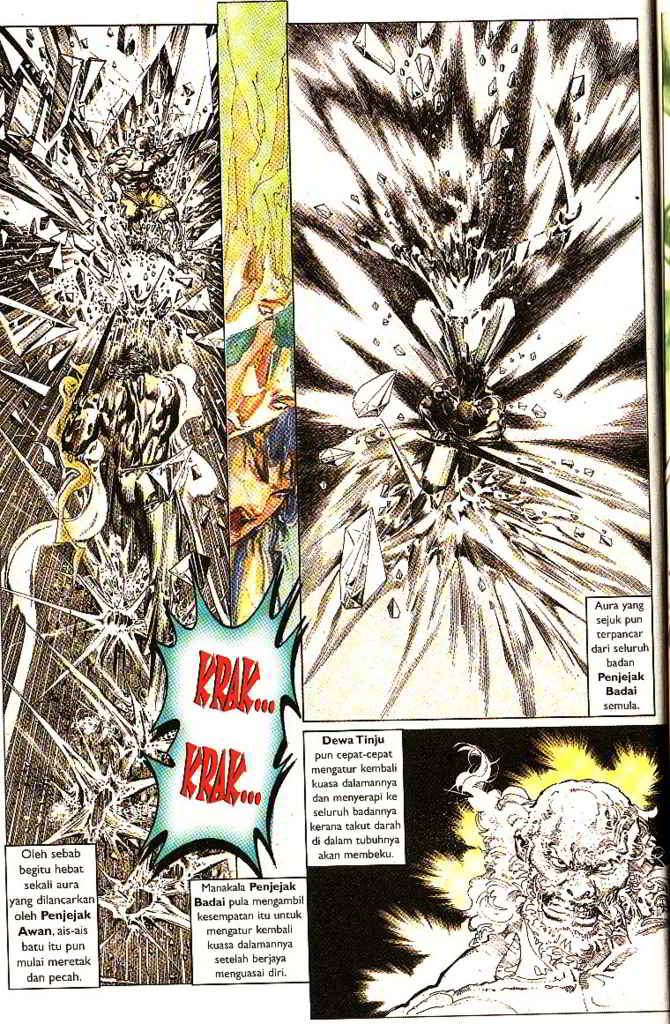 KRAK...
KRAK...
Oleh sebab
begitu hebat
sekali aura
yang dilancarkan
oleh Penjejak
Awan, ais-ais
batu itu pun
mulai meretak
dan pecah.
Manakala Penjejak
Badai pula mengambil
kesempatan itu untuk
mengatur kembali
kuasa dalamannya
setelah berjaya
menguasai diri.
Aura yang
sejuk pun
terpancar
dari seluruh
badan
Penjejak
Badai
semula.
Dewa Tinju
pun cepat-cepat
mengatur kembali
kuasa dalamannya
dan menyerapi ke
seluruh badannya
kerana takut darah
di dalam tubuhnya
akan membeku.